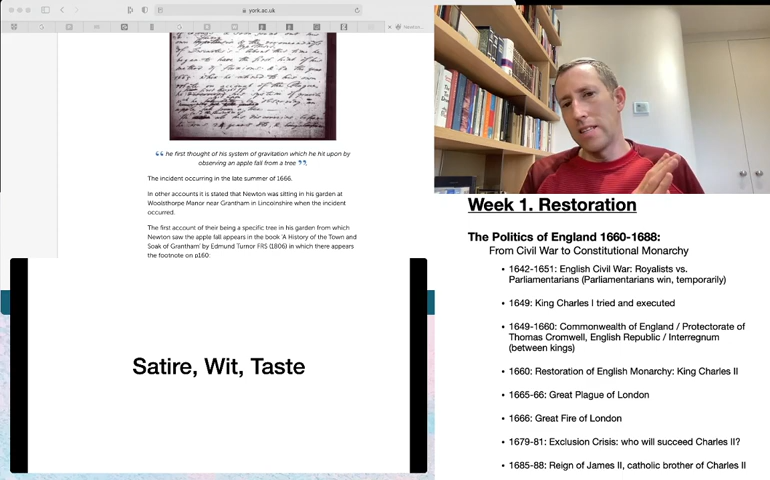 york.ac.uk
Newton...
“ he first thought of his system of gravitation which he hit upon by
observing an apple fall from a tree ”,
The incident occurring in the late summer of 1666.
In other accounts it is stated that Newton was sitting in his garden at
Woolsthorpe Manor near Grantham in Lincolnshire when the incident
occurred.
The first account of their being a specific tree in his garden from which
Newton saw the apple fall appears in the book 'A History of the Town and
Soak of Grantham' by Edmund Turnor FRS (1806) in which there appears
the footnote on p160:
Satire, Wit, Taste
Week 1. Restoration
The Politics of England 1660-1688:
From Civil War to Constitutional Monarchy
• 1642-1651: English Civil War: Royalists vs.
Parliamentarians (Parliamentarians win, temporarily)
• 1649: King Charles I tried and executed
• 1649-1660: Commonwealth of England / Protectorate of
Thomas Cromwell, English Republic / Interregnum
(between kings)
• 1660: Restoration of English Monarchy: King Charles II
• 1665-66: Great Plague of London
• 1666: Great Fire of London
• 1679-81: Exclusion Crisis: who will succeed Charles II?
• 1685-88: Reign of James II, catholic brother of Charles II